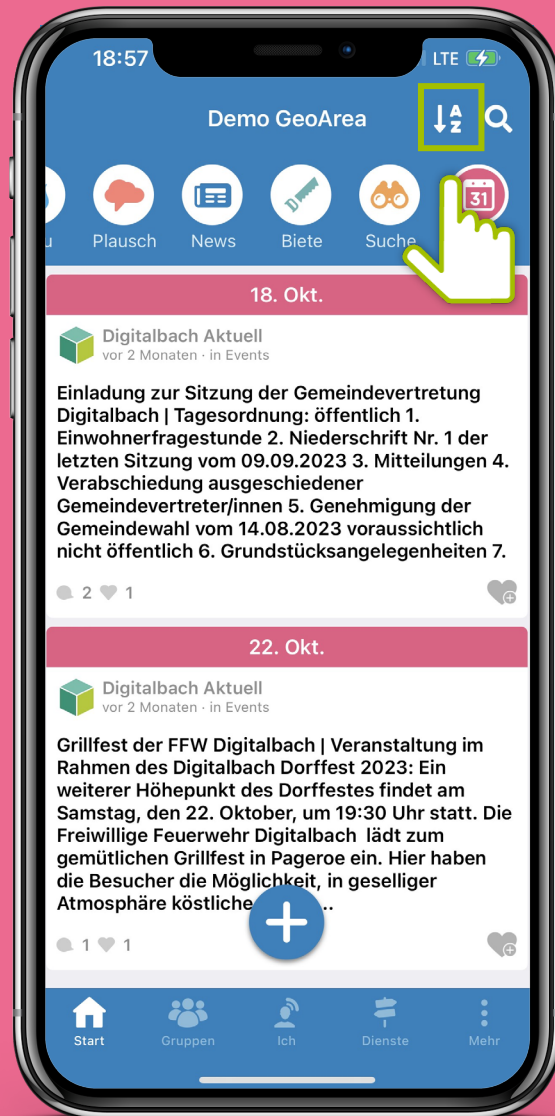 18:57
LTE
Demo GeoArea
A
Z
u
Plausch
News
Biete
Suche
31
18. Okt.
Digitalbach Aktuell
vor 2 Monaten · in Events
Einladung zur Sitzung der Gemeindevertretung
Digitalbach | Tagesordnung: öffentlich 1.
Einwohnerfragestunde 2. Niederschrift Nr. 1 der
letzten Sitzung vom 09.09.2023 3. Mitteilungen 4.
Verabschiedung ausgeschiedener
Gemeindevertreter/innen 5. Genehmigung der
Gemeindewahl vom 14.08.2023 voraussichtlich
nicht öffentlich 6. Grundstücksangelegenheiten 7.
2
1
22. Okt.
Digitalbach Aktuell
vor 2 Monaten · in Events
Grillfest der FFW Digitalbach | Veranstaltung im
Rahmen des Digitalbach Dorffest 2023: Ein
weiterer Höhepunkt des Dorffestes findet am
Samstag, den 22. Oktober, um 19:30 Uhr statt. Die
Freiwillige Feuerwehr Digitalbach lädt zum
gemütlichen Grillfest in Pageroe ein. Hier haben
die Besucher die Möglichkeit, in geselliger
Atmosphäre köstliche ..
1
1
Start
Gruppen
Ich
Dienste
Mehr